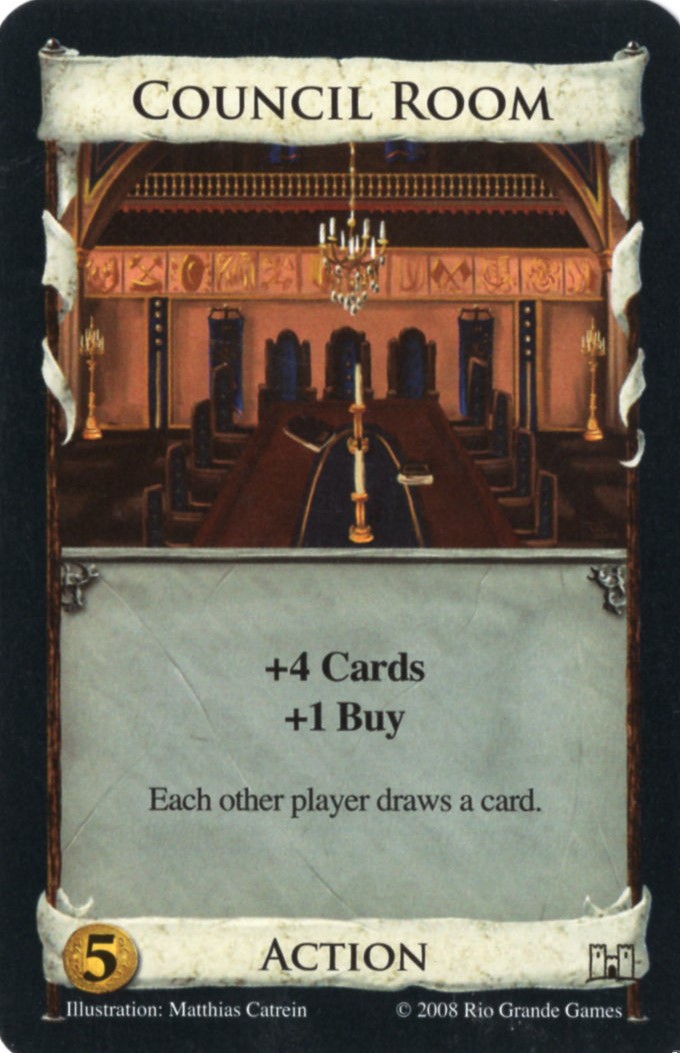 Council Room
+4 Cards
+1 Buy
Each other player draws a card.
5
Action
Illustration: Matthias Catrein
© 2008 Rio Grande Games